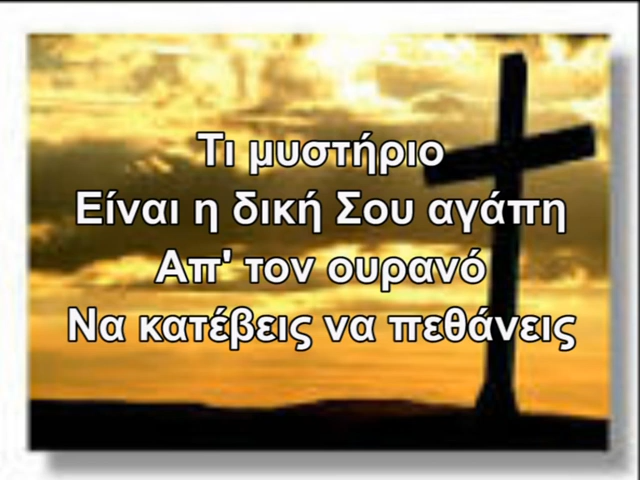 Τι μυστήριο
Είναι η δική Σου αγάπη
Απ' τον ουρανό
Να κατέβεις να πεθάνεις